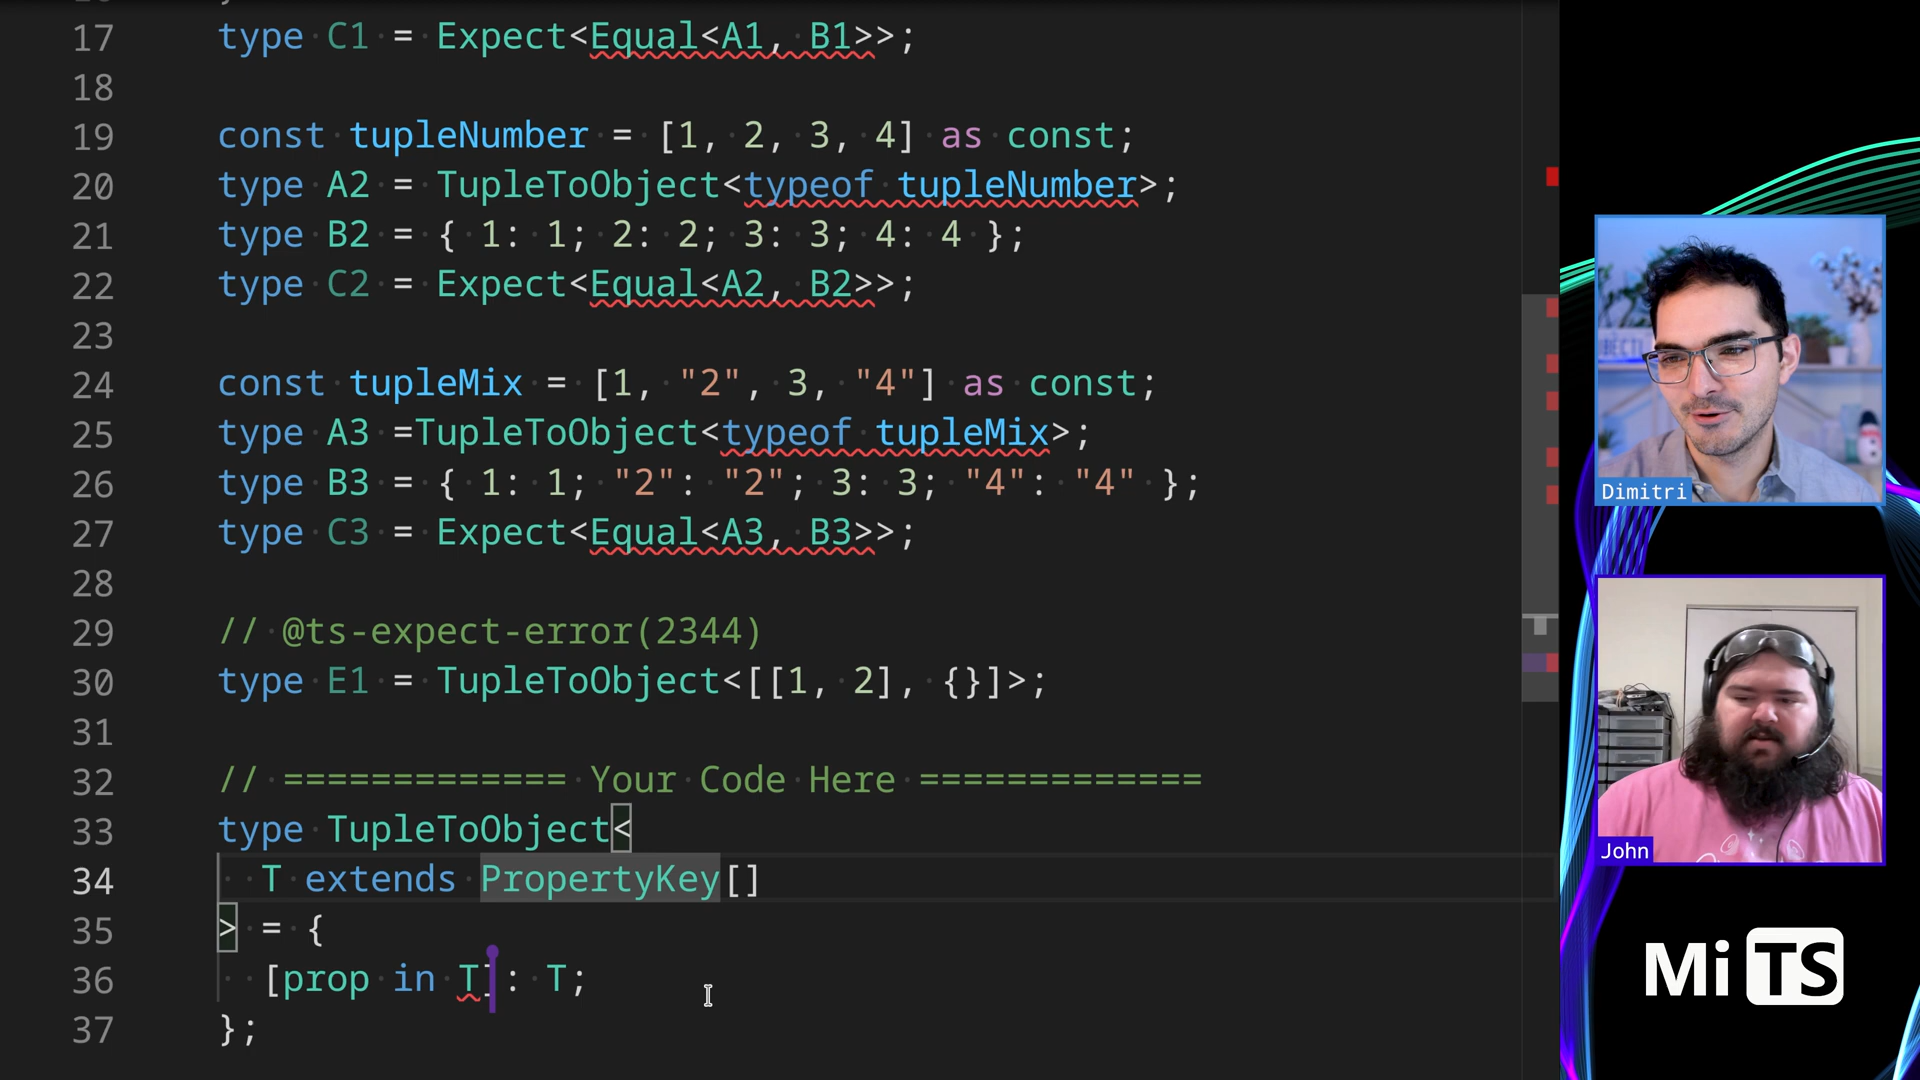 17 type C1 = Expect<Equal<A1, B1>>;
18
19 const tupleNumber = [1, 2, 3, 4] as const;
20 type A2 = TupleToObject<typeof tupleNumber>;
21 type B2 = { 1: 1; 2: 2; 3: 3; 4: 4 };
22 type C2 = Expect<Equal<A2, B2>>;
23
24 const tupleMix = [1, "2", 3, "4"] as const;
25 type A3 =TupleToObject<typeof tupleMix>;
26 type B3 = { 1: 1; "2": "2"; 3: 3; "4": "4" };
27 type C3 = Expect<Equal<A3, B3>>;
28
29 // @ts-expect-error(2344)
30 type E1 = TupleToObject<[[1, 2], {}]>;
31
32 // ============= Your Code Here =============
33 type TupleToObject<
34 T extends PropertyKey[]
35 > = {
36 [prop in T]: T;
37 };
Dimitri
John
Mi TS